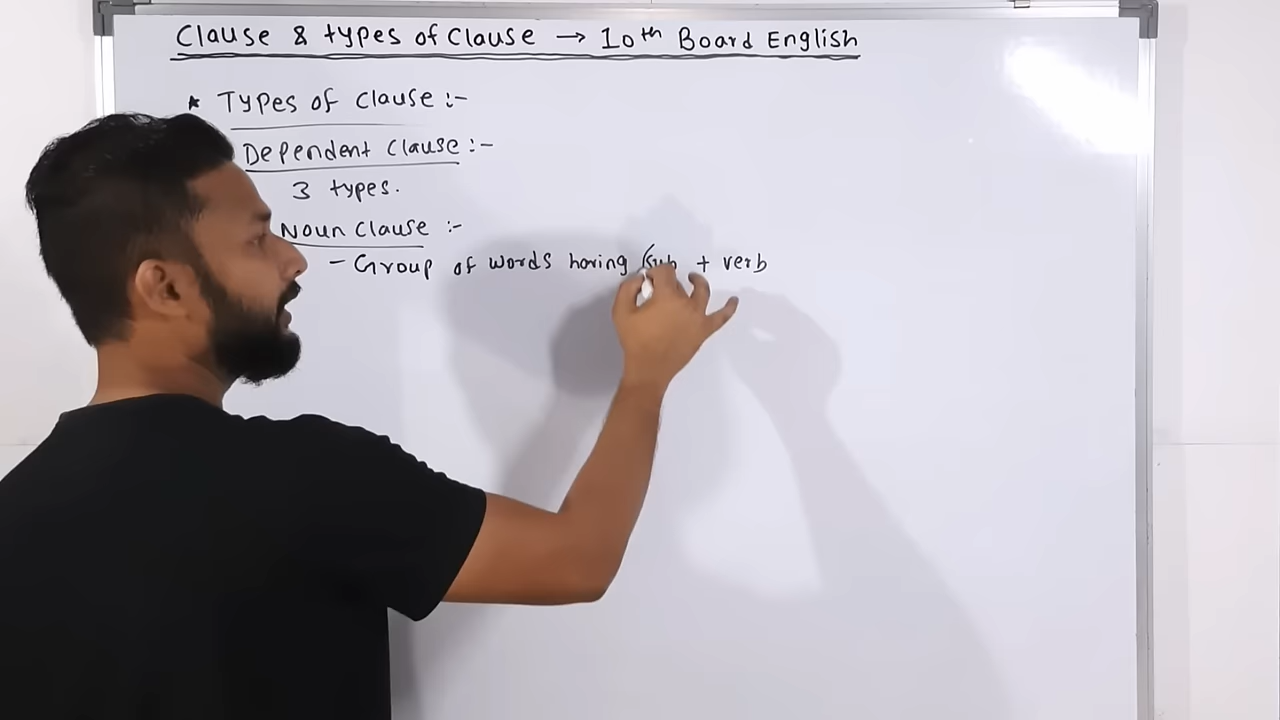 Clause & types of Clause → 10th Board English
* Types of Clause :-
Dependent Clause :-
3 types.
Noun Clause :-
- Group of words having (Sub + verb